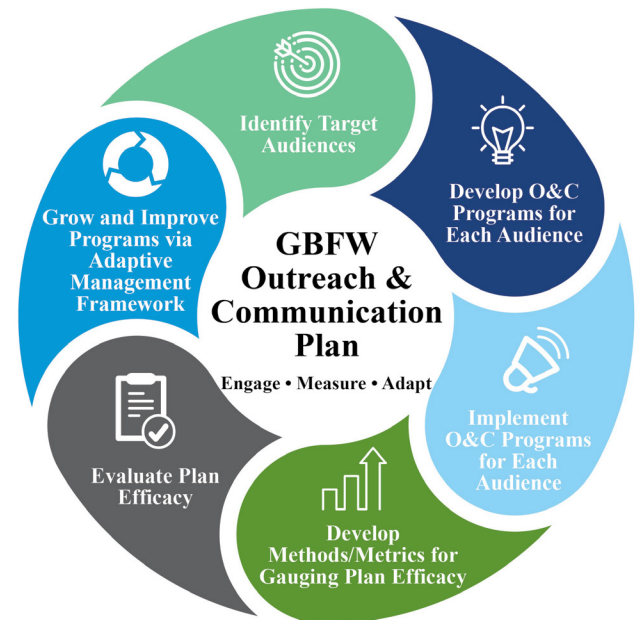 GBFW
Outreach &
Communication
Plan
Engage • Measure • Adapt
Identify Target
Audiences
Develop O&C
Programs for
Each Audience
Implement
O&C Programs
for Each
Audience
Develop
Methods/Metrics for
Gauging Plan Efficacy
Evaluate Plan
Efficacy
Grow and Improve
Programs via
Adaptive
Management
Framework